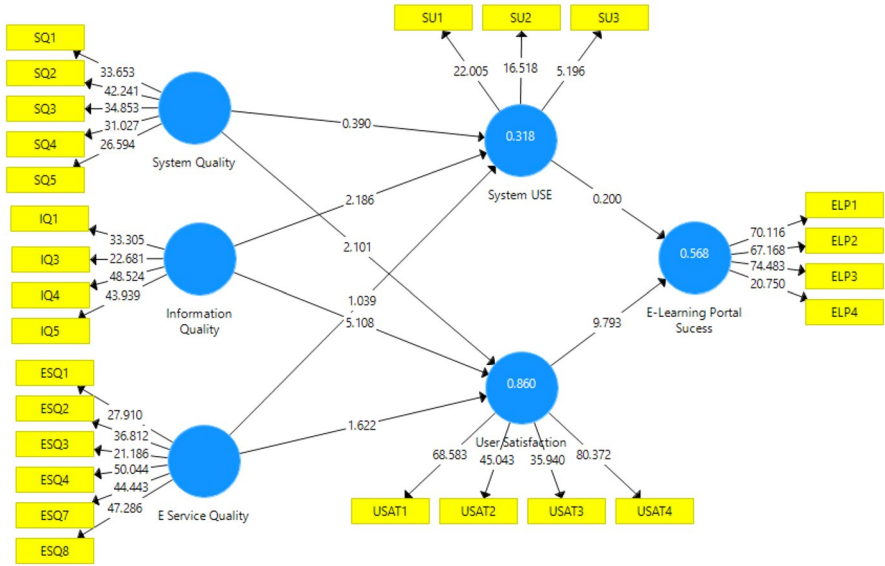 SU1
SU2
SU3
SQ1
SQ2
SQ3
SQ4
SQ5
33.653
42.241
34.853
31.027
26.594
System Quality
22.005
16.518
5.196
0.318
System USE
0.390
2.186
2.101
1.039
5.108
1.622
0.200
9.793
IQ1
IQ3
IQ4
IQ5
33.305
22.681
48.524
43.939
Information
Quality
0.568
E-Learning Portal
Sucess
70.116
67.168
74.483
20.750
ELP1
ELP2
ELP3
ELP4
ESQ1
ESQ2
ESQ3
ESQ4
ESQ7
ESQ8
27.910
36.812
21.186
50.044
44.443
47.286
E Service Quality
0.860
User Satisfaction
68.583
45.043
35.940
80.372
USAT1
USAT2
USAT3
USAT4